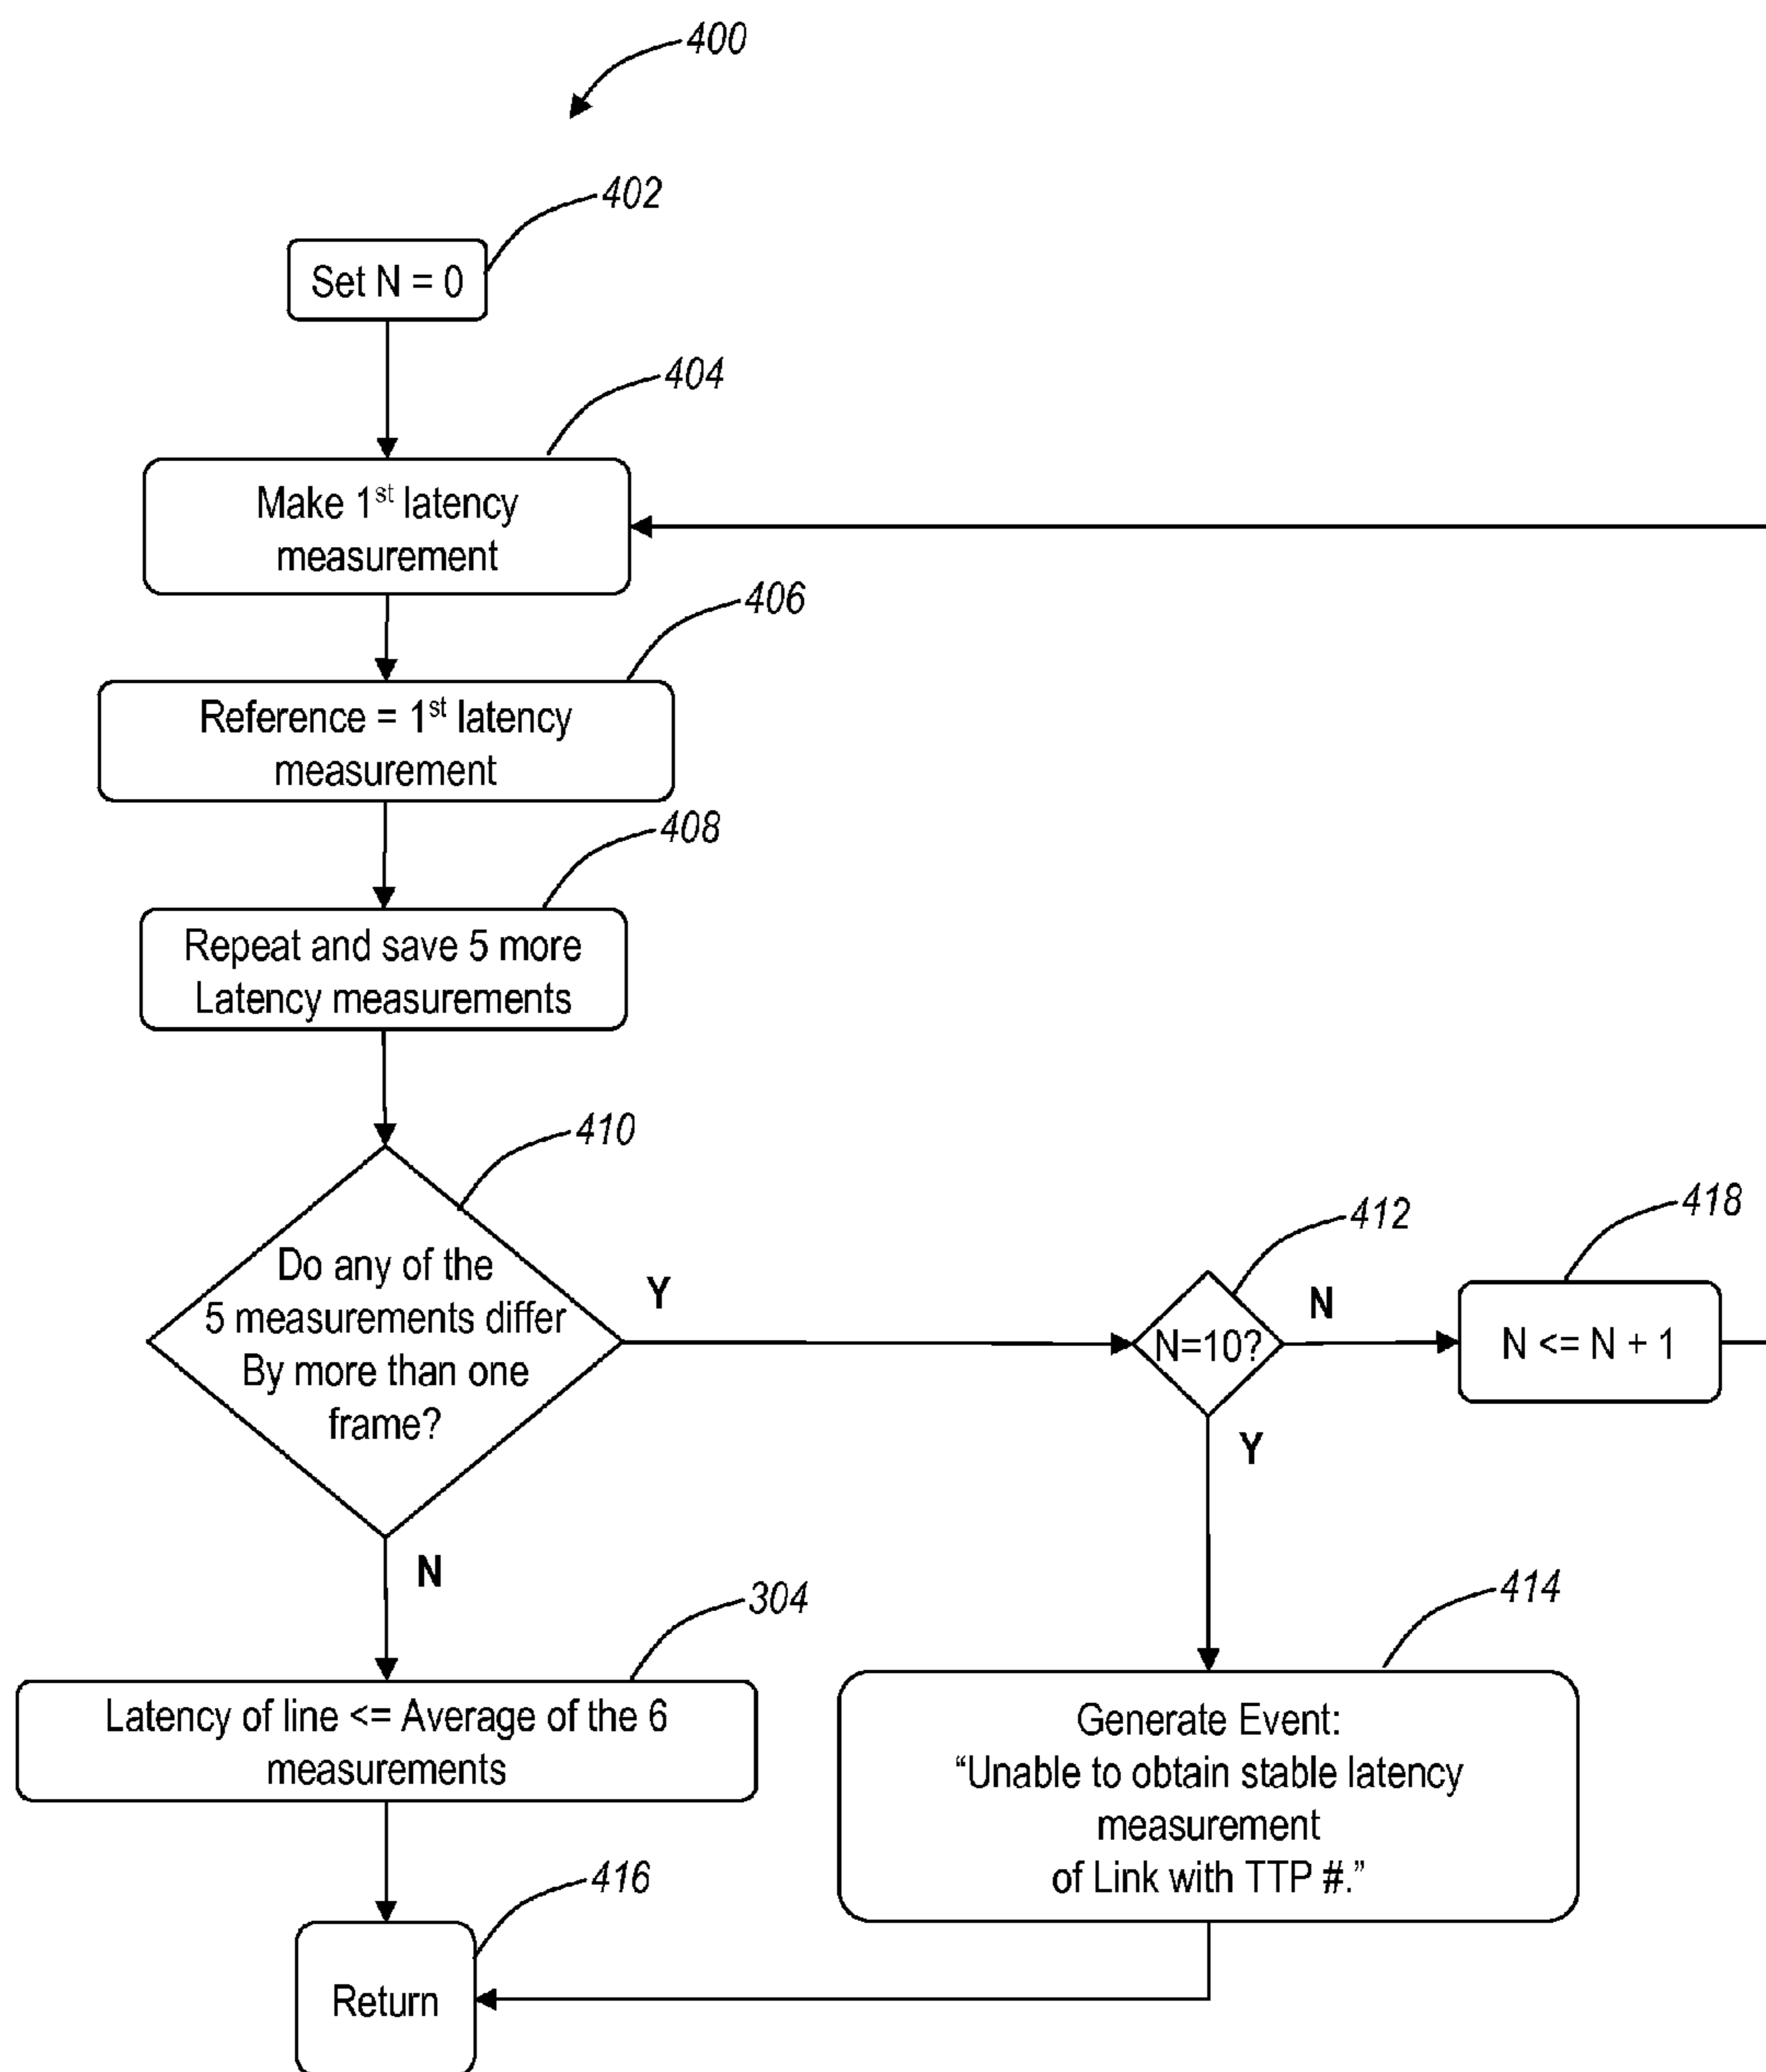 400
402
Set N = 0
404
Make 1st latency
measurement
406
Reference = 1st latency
measurement
408
Repeat and save 5 more
Latency measurements
410
Do any of the
5 measurements differ
By more than one
frame?
Y
N
412
N=10?
N
Y
418
N <= N + 1
304
Latency of line <= Average of the 6
measurements
414
Generate Event:
“Unable to obtain stable latency
measurement
of Link with TTP #.”
416
Return